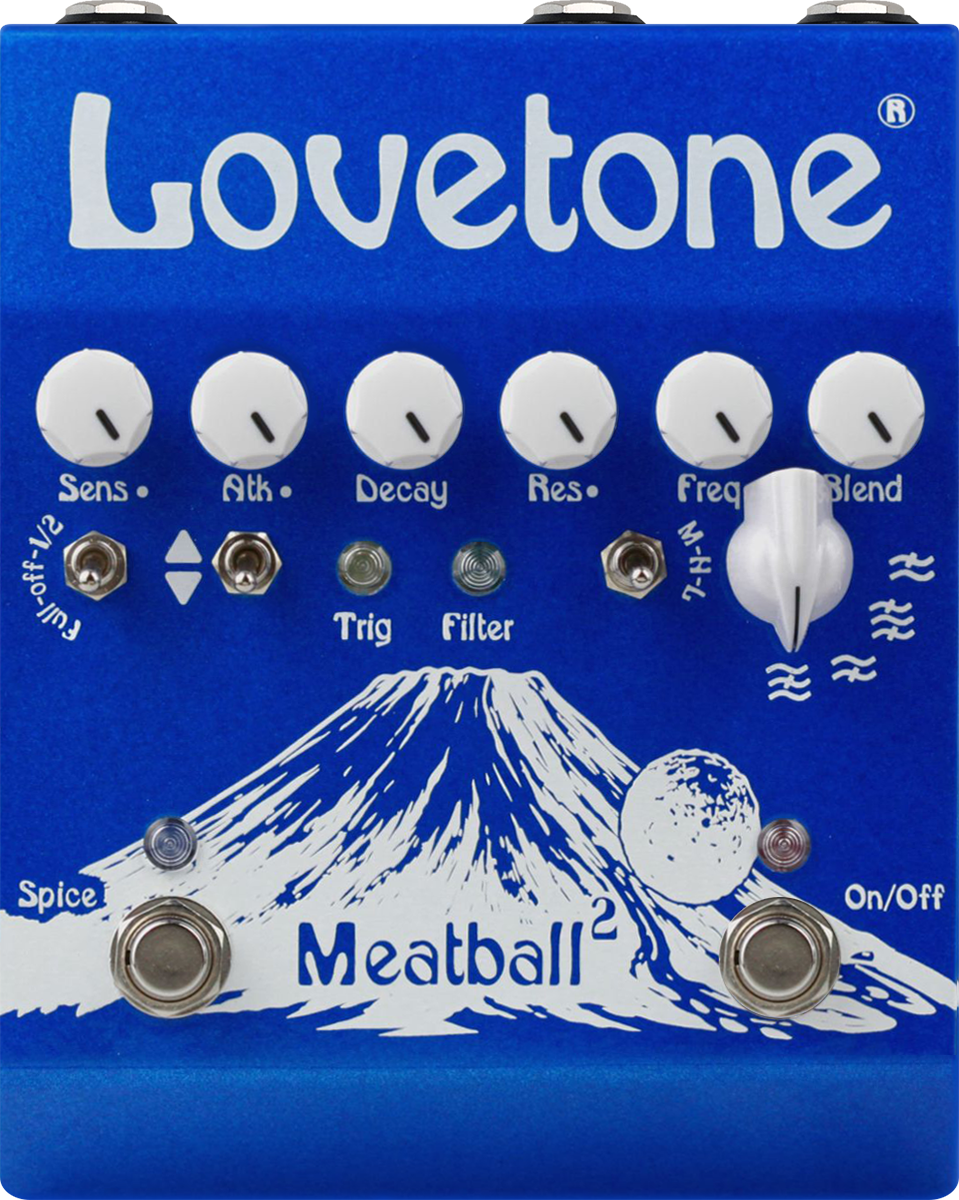 Lovetone®
Sens • Atk • Decay Res • Freq Blend
Full-off-1/2
L-H-M
Trig Filter
Spice
On/Off
Meatball²